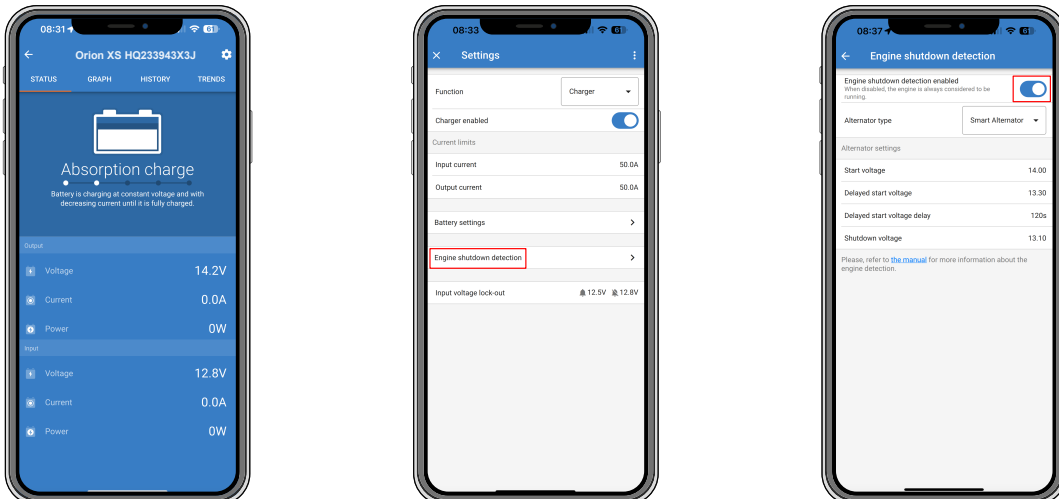 08:31
61
Orion XS HQ233943X3J
STATUS GRAPH HISTORY TRENDS
Absorption charge
Battery is charging at constant voltage and with
decreasing current until it is fully charged.
Output
Voltage 14.2V
Current 0.0A
Power 0W
Input
Voltage 12.8V
Current 0.0A
Power 0W
08:33
61
Settings
Function Charger
Charger enabled
Current limits
Input current 50.0A
Output current 50.0A
Battery settings
Engine shutdown detection
Input voltage lock-out 12.5V 12.8V
08:37
61
Engine shutdown detection
Engine shutdown detection enabled
When disabled, the engine is always considered to be
running.
Alternator type Smart Alternator
Alternator settings
Start voltage 14.00
Delayed start voltage 13.30
Delayed start voltage delay 120s
Shutdown voltage 13.10
Please, refer to the manual for more information about the
engine detection.